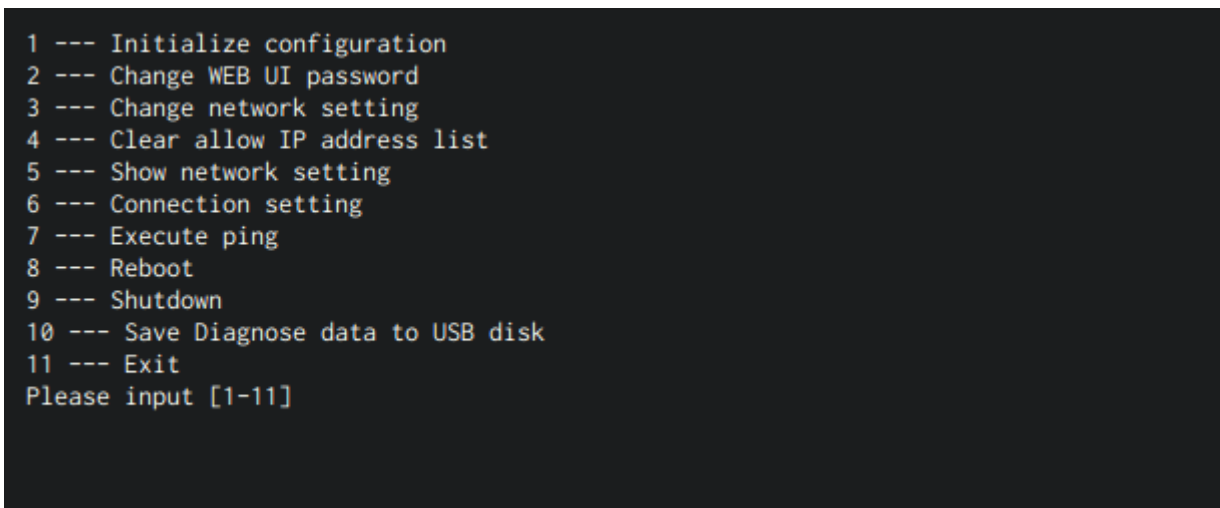 1 --- Initialize configuration
2 --- Change WEB UI password
3 --- Change network setting
4 --- Clear allow IP address list
5 --- Show network setting
6 --- Connection setting
7 --- Execute ping
8 --- Reboot
9 --- Shutdown
10 --- Save Diagnose data to USB disk
11 --- Exit
Please input [1-11]